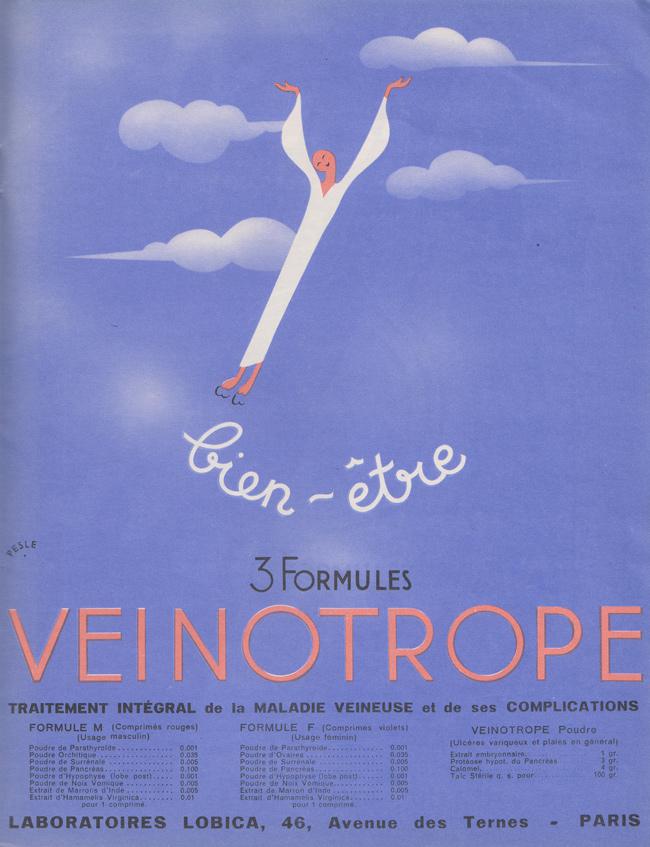 bien-être
PESLE
3 FORMULES
VEINOTROPE
TRAITEMENT INTÉGRAL de la MALADIE VEINEUSE et de ses COMPLICATIONS
FORMULE M (Comprimés rouges)
(Usage masculin)
Poudre de Parathyroïde ............ 0,001
Poudre Orchitique ............ 0,035
Poudre de Surrénale ............ 0,005
Poudre de Pancréas ............ 0,100
Poudre d'Hypophyse (lobe post) .... 0,001
Poudre de Noix Vomique ............ 0,005
Extrait de Marrons d'Inde ............ 0,005
Extrait d'Hamamelis Virginica ...... 0,01
pour 1 comprimé.
FORMULE F (Comprimés violets)
(Usage féminin)
Poudre de Parathyroïde ............ 0,001
Poudre d'Ovaires ............ 0,035
Poudre de Surrénale ............ 0,005
Poudre de Pancréas ............ 0,100
Poudre d'Hypophyse (lobe post) .... 0,001
Poudre de Noix Vomique ............ 0,005
Extrait de Marron d'Inde ............ 0,005
Extrait d'Hamamelis Virginica ...... 0,01
pour 1 comprimé.
VEINOTROPE Poudre
(Ulcères variqueux et plaies en général)
Extrait embryonnaire. 1 gr.
Protéose hypot. du Pancréas 3 gr.
Calomel. 4 gr.
Talc Stérile q. s. pour 100 gr.
LABORATOIRES LOBICA, 46, Avenue des Ternes - PARIS